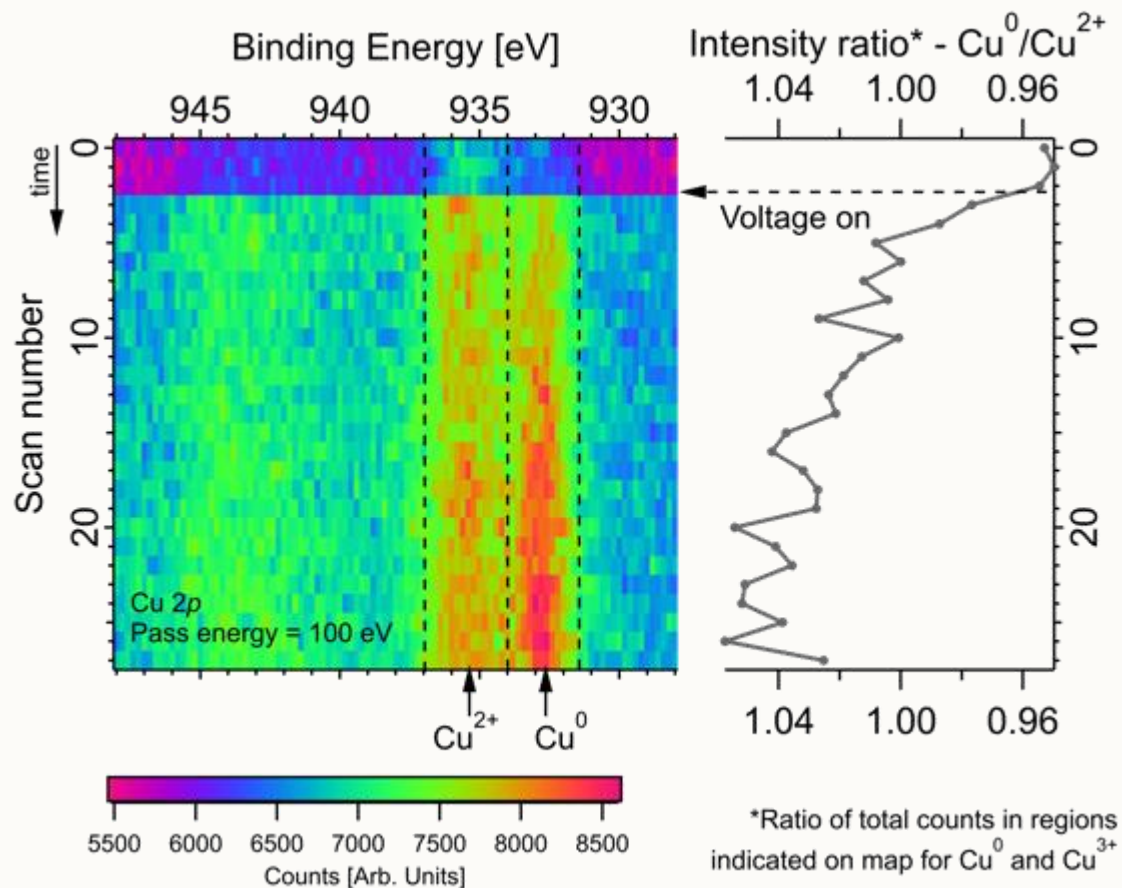 Binding Energy [eV]
945 940 935 930
Intensity ratio* - Cu⁰/Cu²⁺
1.04 1.00 0.96
time
Scan number
0
10
20
Voltage on
0
10
20
Cu 2p
Pass energy = 100 eV
Cu²⁺ Cu⁰
1.04 1.00 0.96
5500 6000 6500 7000 7500 8000 8500
Counts [Arb. Units]
*Ratio of total counts in regions
indicated on map for Cu⁰ and Cu³⁺